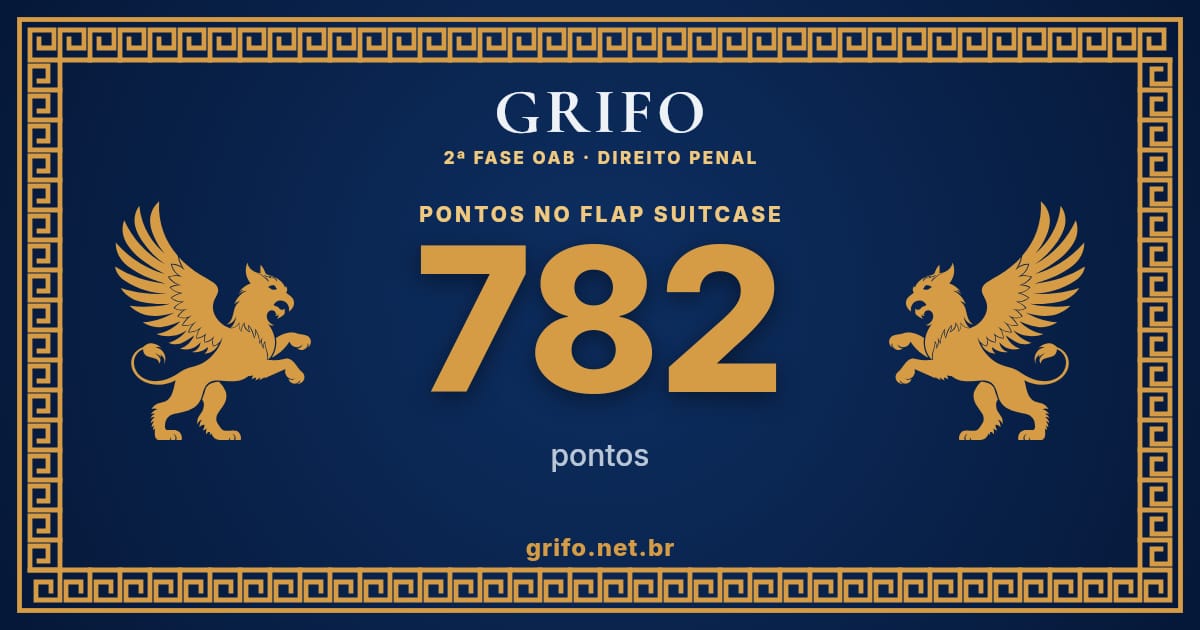 GRIFO
2ª FASE OAB · DIREITO PENAL
PONTOS NO FLAP SUITCASE
782
pontos
grifo.net.br